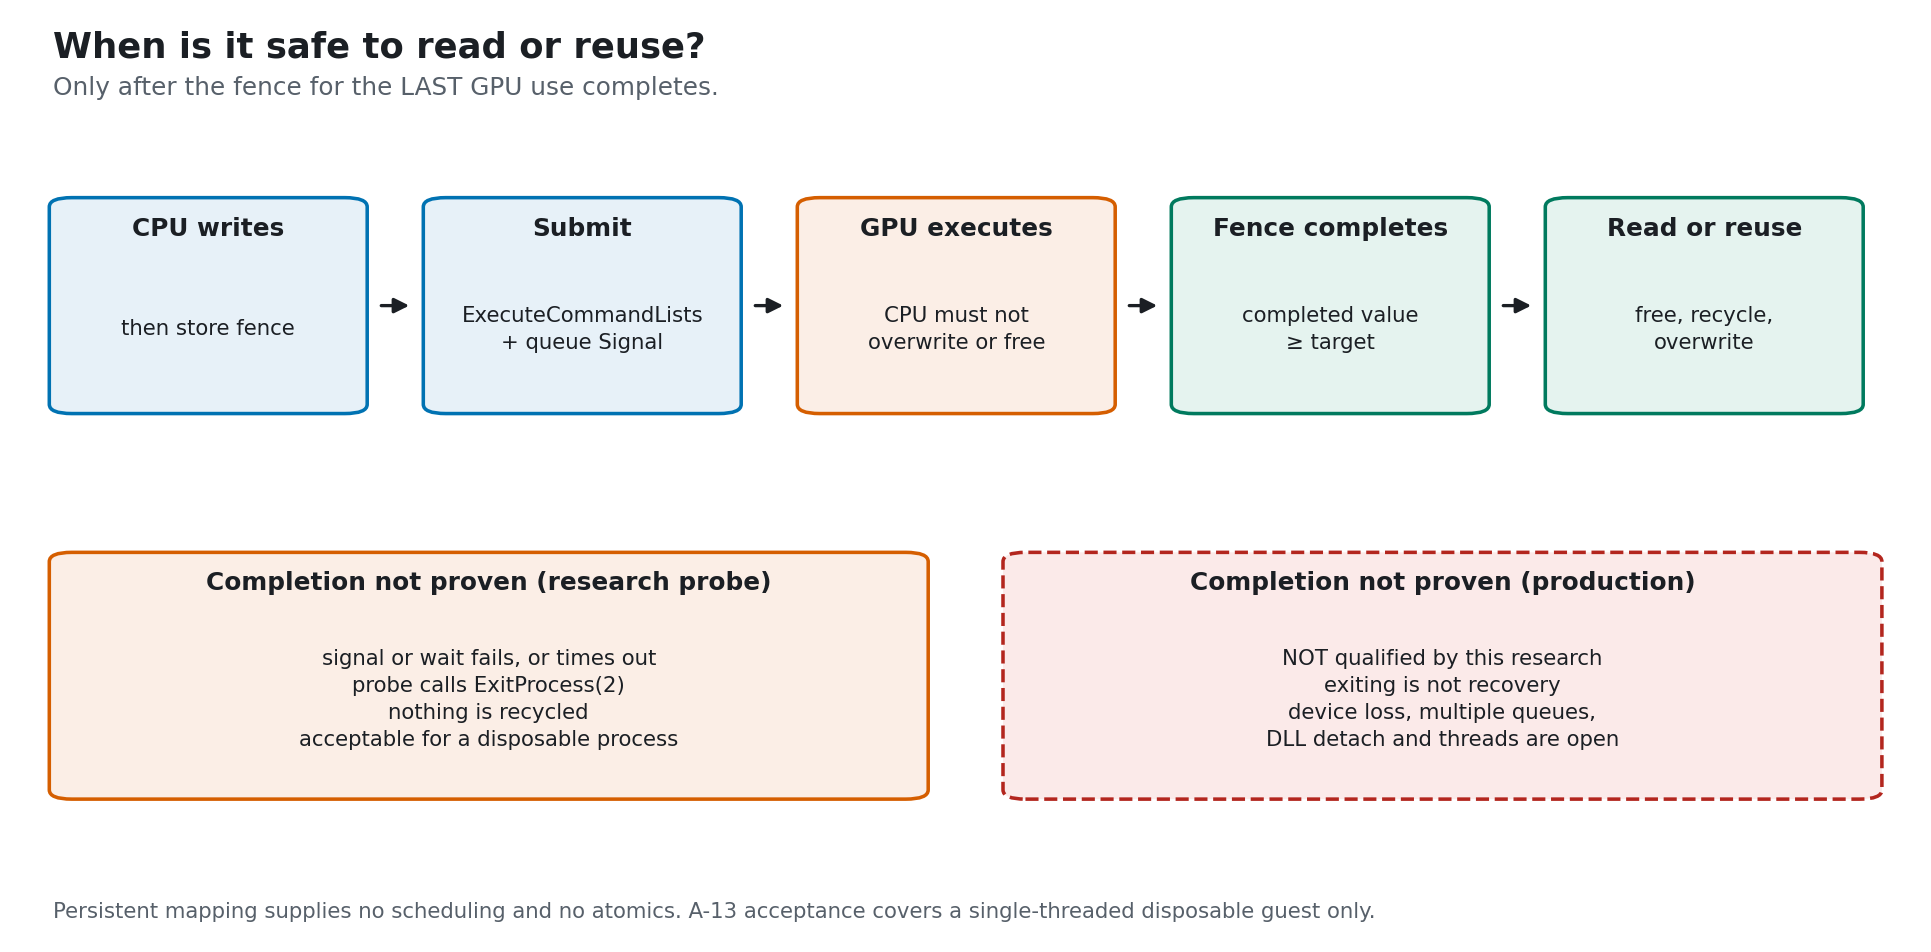 When is it safe to read or reuse?
Only after the fence for the LAST GPU use completes.
CPU writes
then store fence
Submit
ExecuteCommandLists
+ queue Signal
GPU executes
CPU must not
overwrite or free
Fence completes
completed value
≥ target
Read or reuse
free, recycle,
overwrite
Completion not proven (research probe)
signal or wait fails, or times out
probe calls ExitProcess(2)
nothing is recycled
acceptable for a disposable process
Completion not proven (production)
NOT qualified by this research
exiting is not recovery
device loss, multiple queues,
DLL detach and threads are open
Persistent mapping supplies no scheduling and no atomics. A-13 acceptance covers a single-threaded disposable guest only.